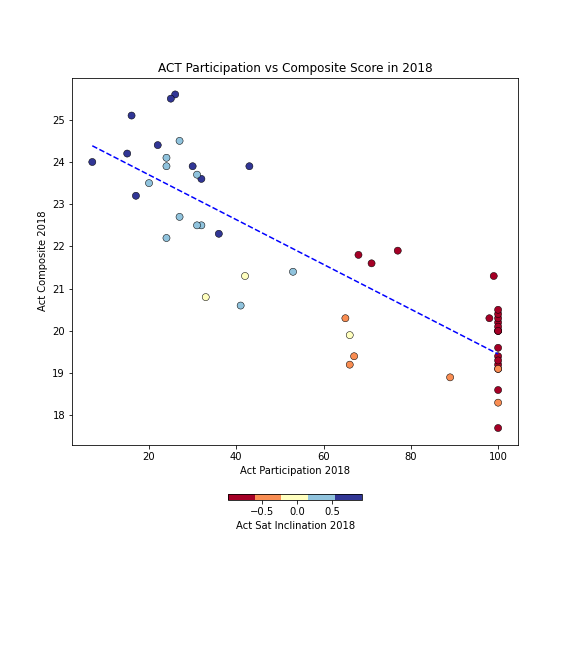 ACT Participation vs Composite Score in 2018
Act Composite 2018
25
24
23
22
21
20
19
18
20 40 60 80 100
Act Participation 2018
−0.5 0.0 0.5
Act Sat Inclination 2018